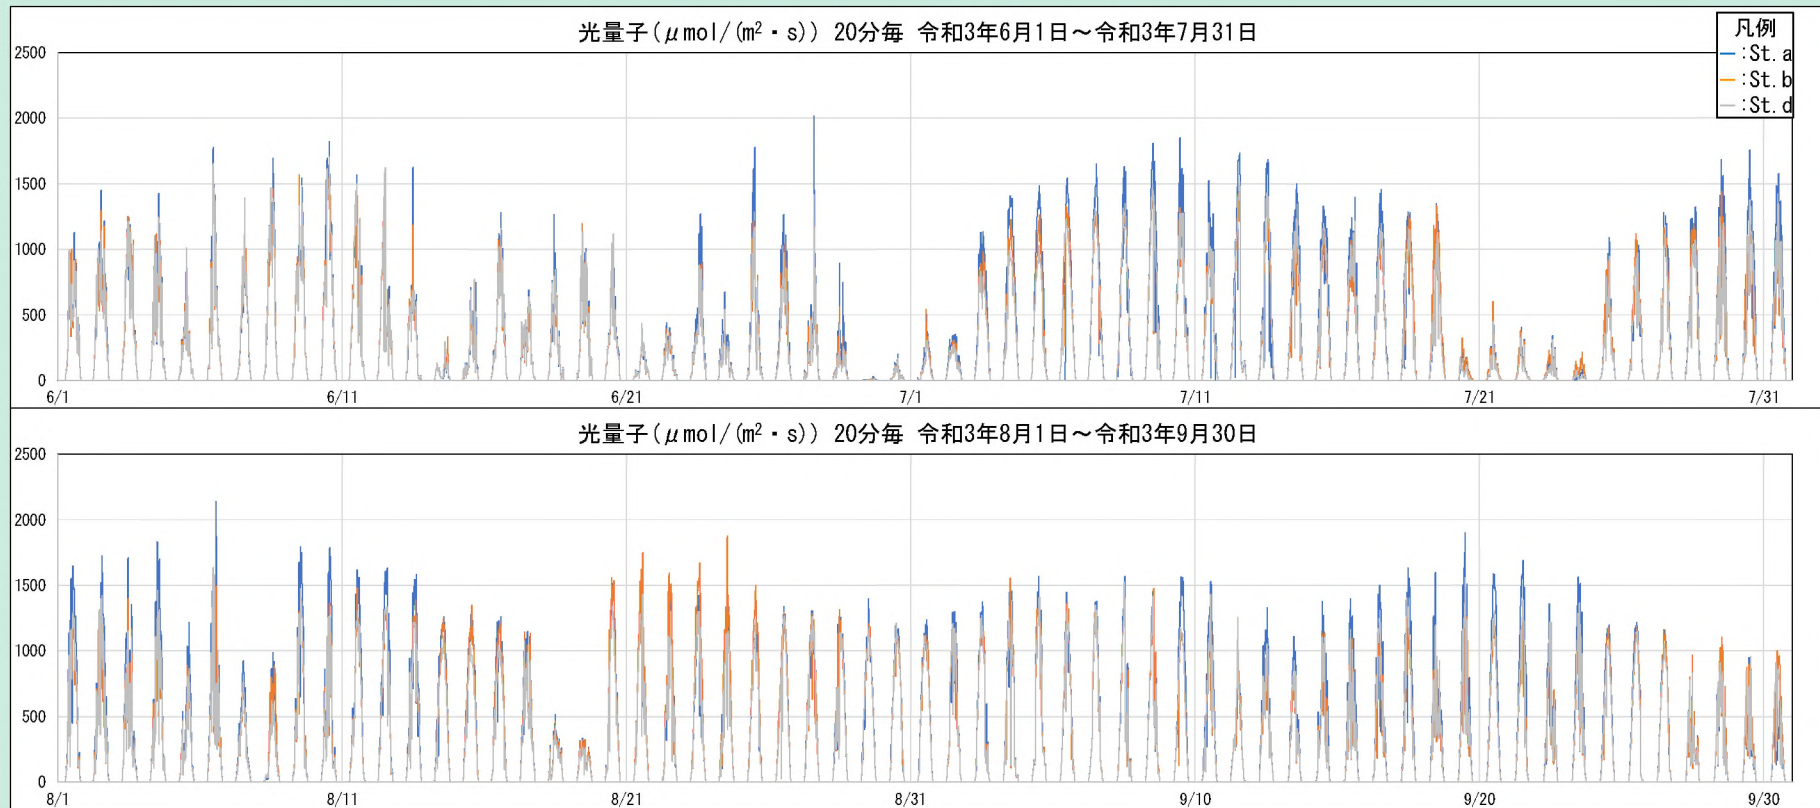 光量子(μmol/(m²・s)) 20分毎 令和3年6月1日～令和3年7月31日
凡例
:St.a
:St.b
:St.d
2500
2000
1500
1000
500
0
6/1 6/11 6/21 7/1 7/11 7/21 7/31
光量子(μmol/(m²・s)) 20分毎 令和3年8月1日～令和3年9月30日
2500
2000
1500
1000
500
0
8/1 8/11 8/21 8/31 9/10 9/20 9/30